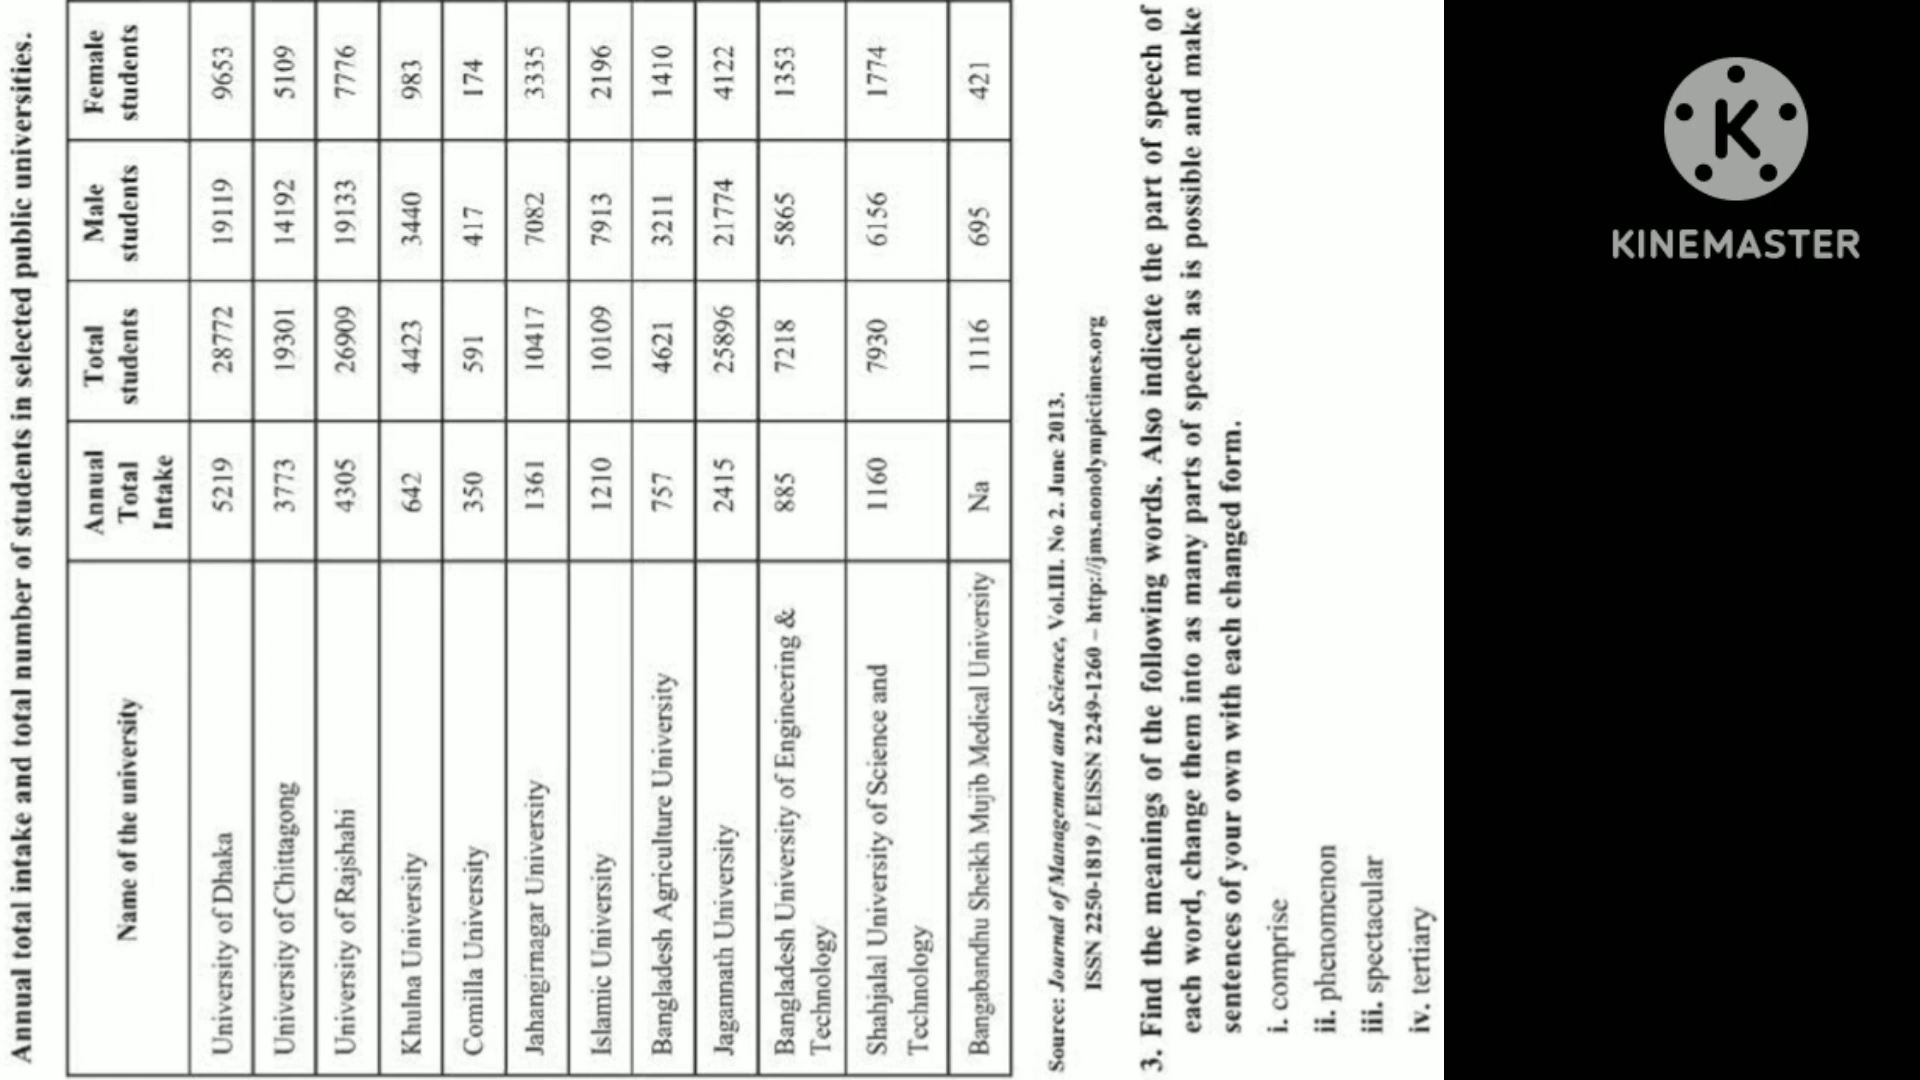 Annual total intake and total number of students in selected public universities.
Name of the university Annual Total Intake Total students Male students Female students
University of Dhaka 5219 28772 19119 9653
University of Chittagong 3773 19301 14192 5109
University of Rajshahi 4305 26909 19133 7776
Khulna University 642 4423 3440 983
Comilla University 350 591 417 174
Jahangirnagar University 1361 10417 7082 3335
Islamic University 1210 10109 7913 2196
Bangladesh Agriculture University 757 4621 3211 1410
Jagannath University 2415 25896 21774 4122
Bangladesh University of Engineering & 885 7218 5865 1353
Technology
Shahjalal University of Science and 1160 7930 6156 1774
Technology
Bangabandhu Sheikh Mujib Medical University Na 1116 695 421
Source: Journal of Management and Science, Vol.III. No 2. June 2013.
ISSN 2250-1819 / EISSN 2249-1260 – http://jms.nonolympictimes.org
3. Find the meanings of the following words. Also indicate the part of speech of
each word, change them into as many parts of speech as is possible and make
sentences of your own with each changed form.
i. comprise
ii. phenomenon
iii. spectacular
iv. tertiary
KINEMASTER